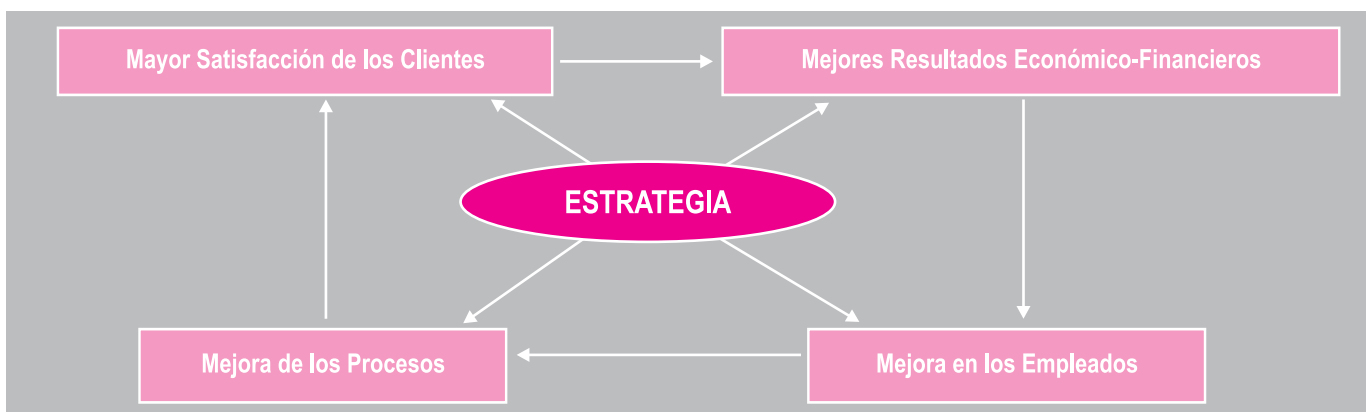 Mayor Satisfacción de los Clientes
Mejores Resultados Económico-Financieros
ESTRATEGIA
Mejora de los Procesos
Mejora en los Empleados